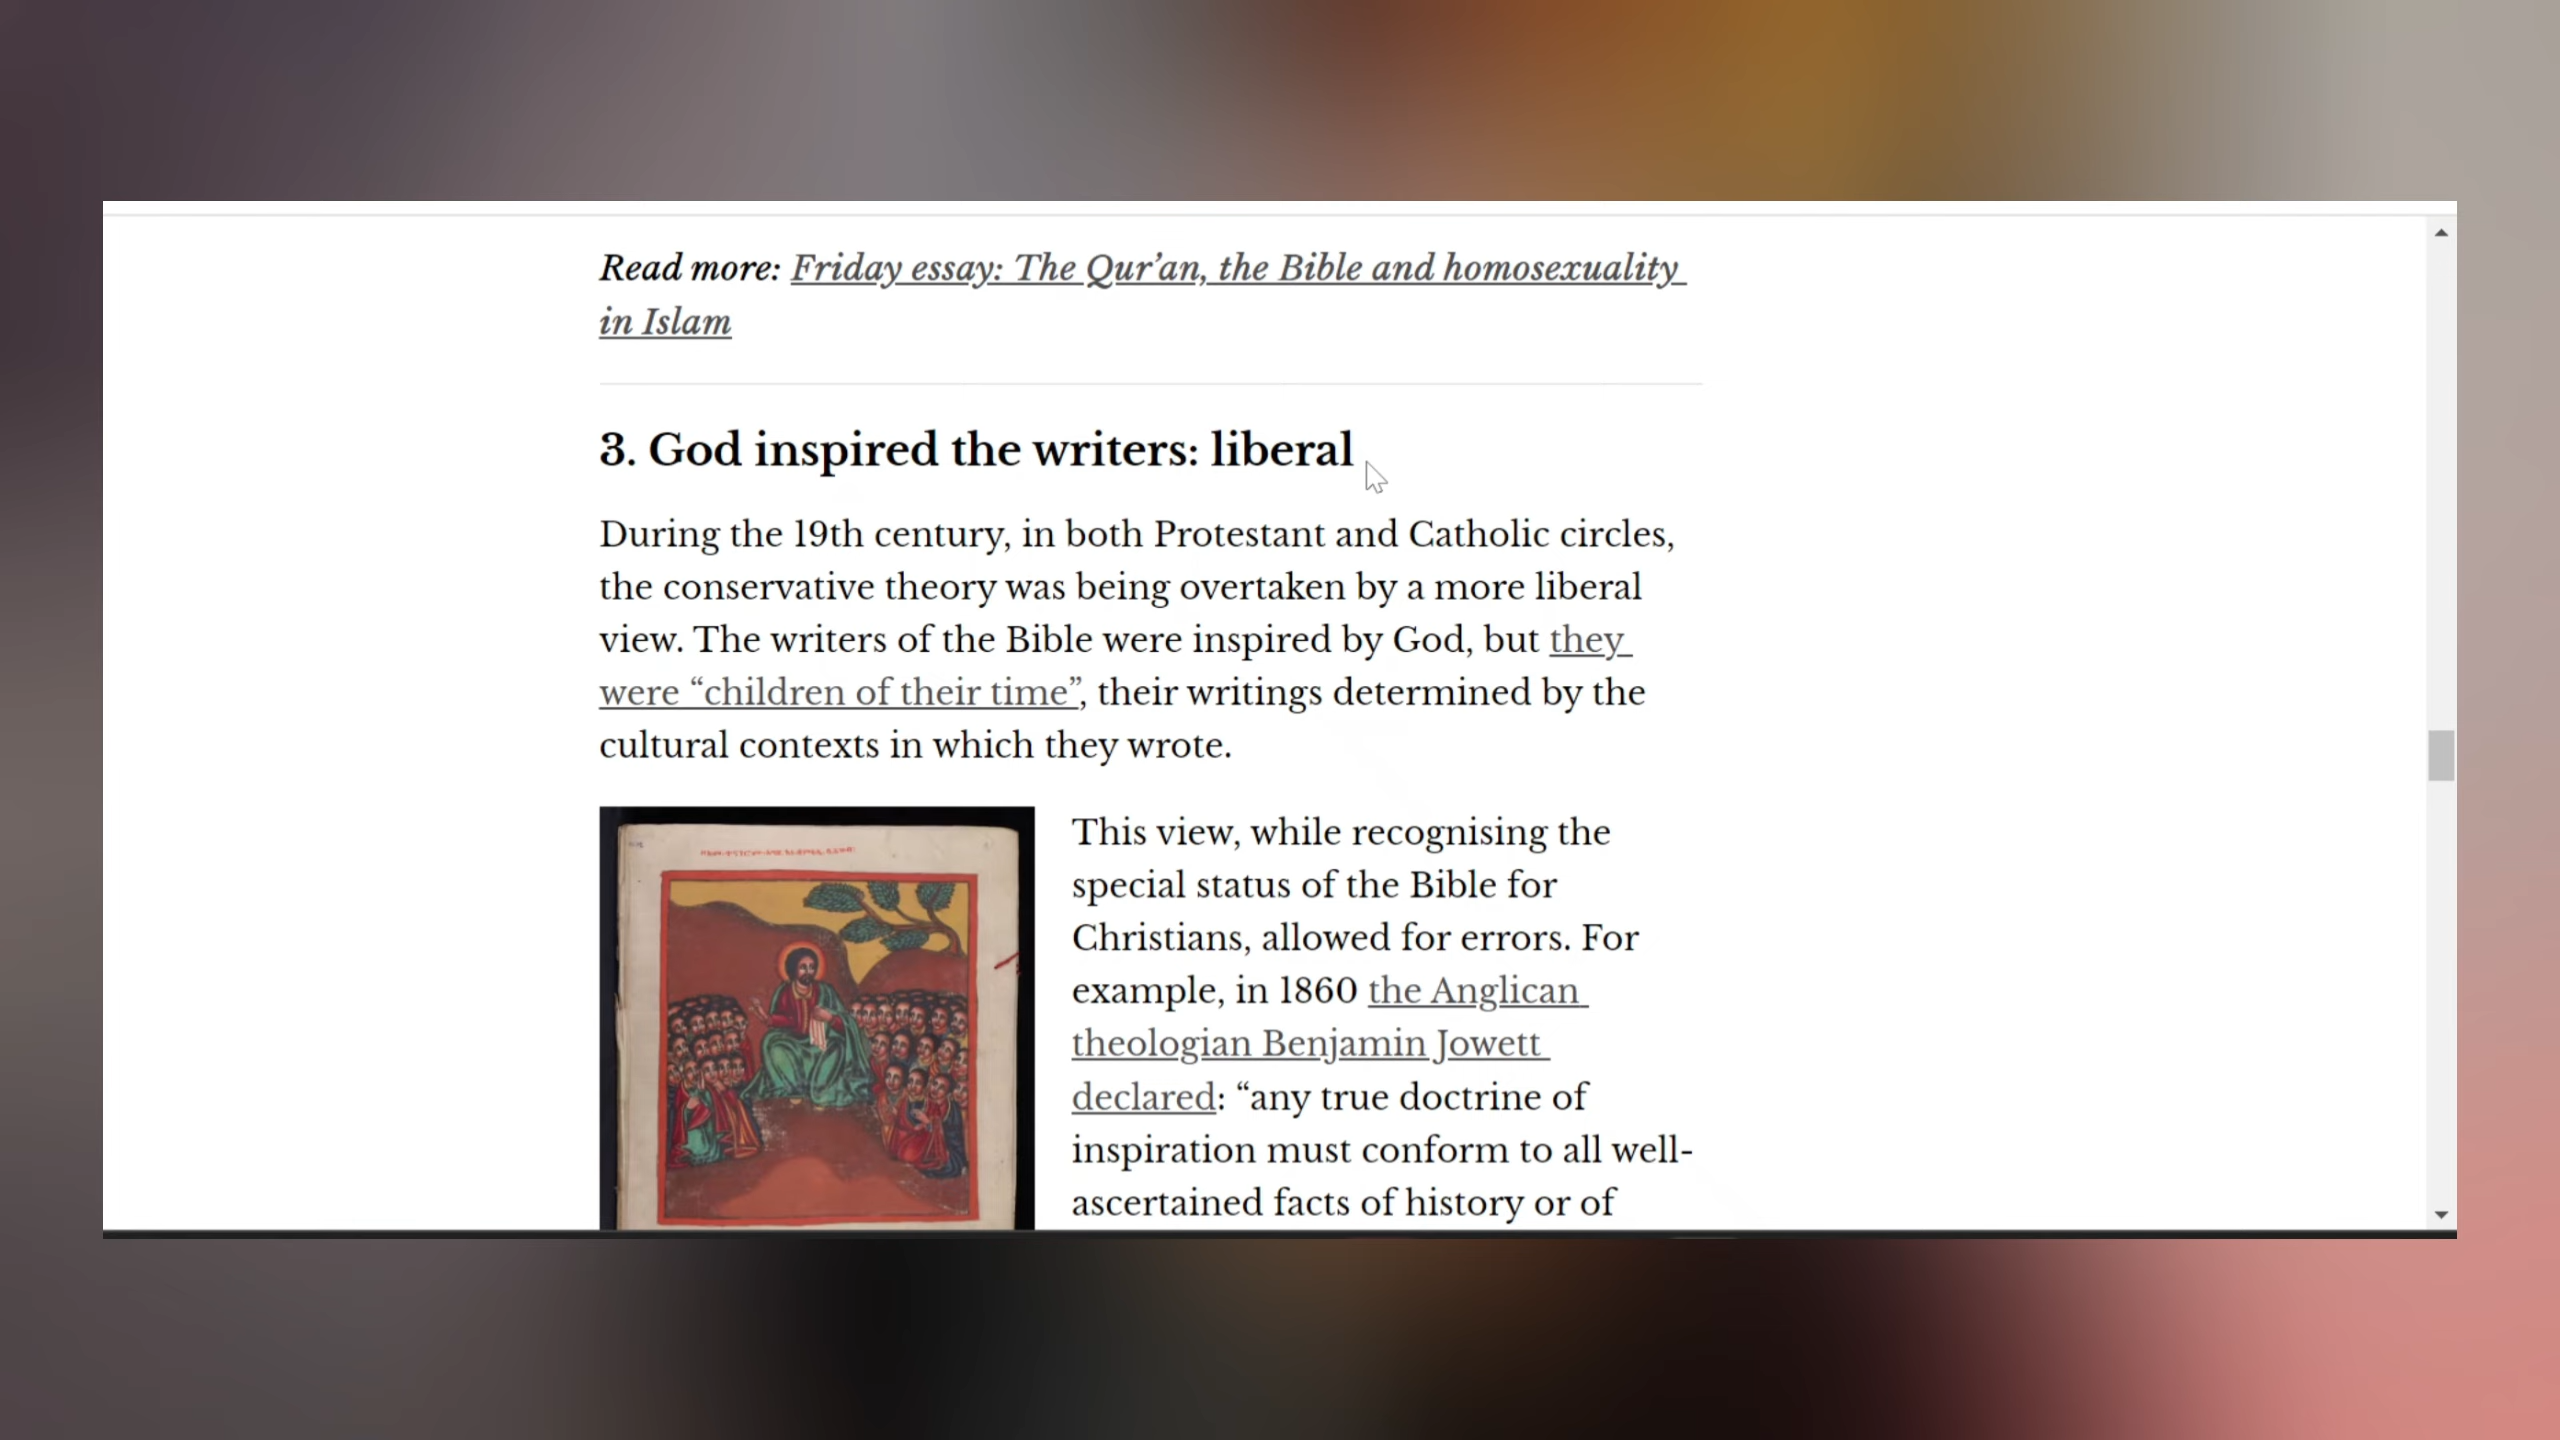 Read more: Friday essay: The Qur’an, the Bible and homosexuality
in Islam
3. God inspired the writers: liberal
During the 19th century, in both Protestant and Catholic circles,
the conservative theory was being overtaken by a more liberal
view. The writers of the Bible were inspired by God, but they
were “children of their time”, their writings determined by the
cultural contexts in which they wrote.
This view, while recognising the
special status of the Bible for
Christians, allowed for errors. For
example, in 1860 the Anglican
theologian Benjamin Jowett
declared: “any true doctrine of
inspiration must conform to all well-
ascertained facts of history or of